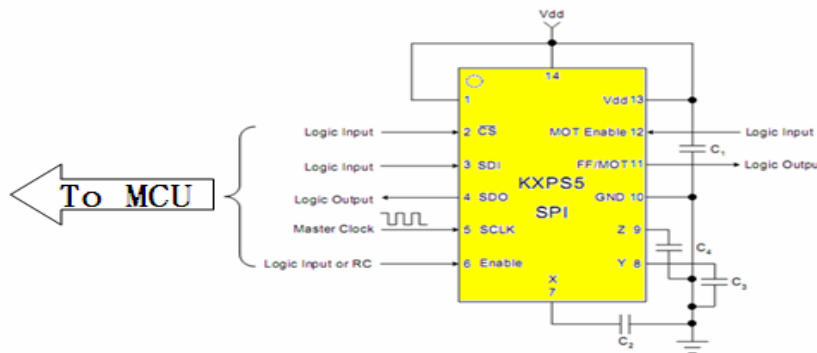 Vdd
14
1
Vdd 13
Logic Input
2 CS
MOT Enable 12
Logic Input
C1
Logic Input
3 SDI
FF/MOT 11
Logic Output
To MCU
KXPS5
SPI
Logic Output
4 SDO
GND 10
Master Clock
5 SCLK
Z 9
C4
Logic Input or RC
6 Enable
Y 8
X
7
C3
C2